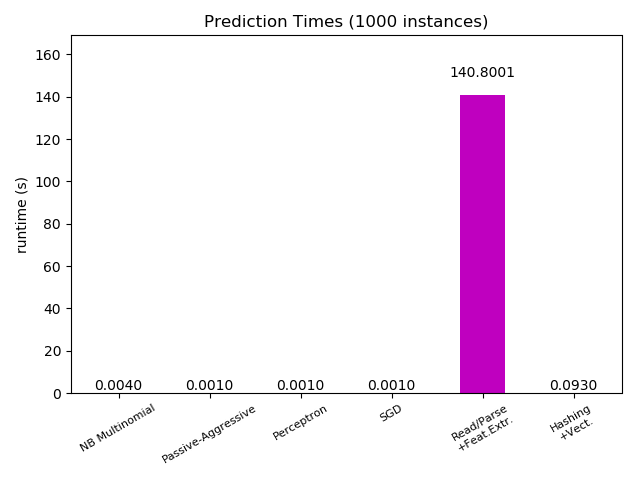 Prediction Times (1000 instances)
160
140
120
100
80
60
40
20
0
runtime (s)
0.0040
0.0010
0.0010
0.0010
140.8001
0.0930
NB Multinomial
Passive-Aggressive
Perceptron
SGD
Read/Parse
+Feat.Extr.
Hashing
+Vect.